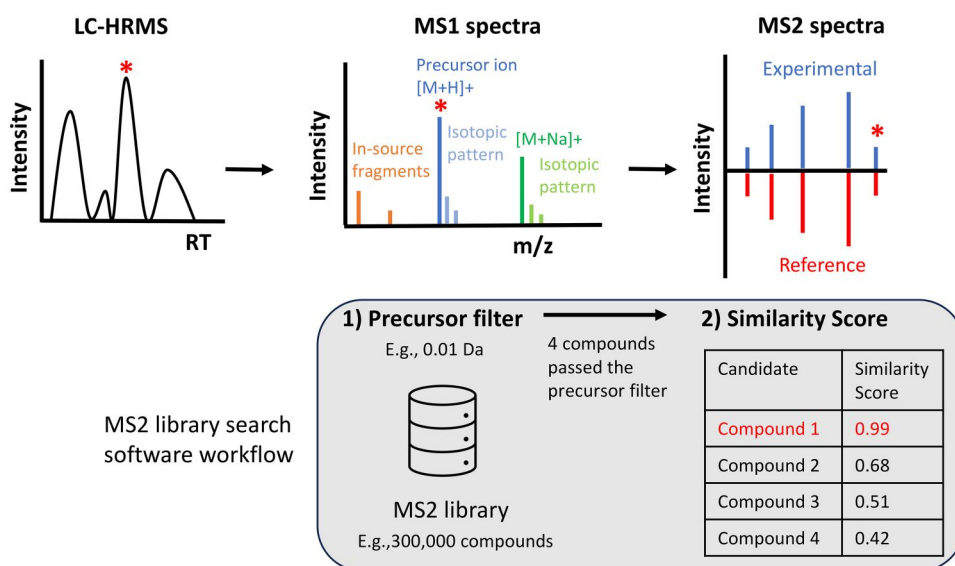 LC-HRMS
*
Intensity
RT
MS1 spectra
Precursor ion
[M+H]+
*
Isotopic
pattern
In-source
fragments
[M+Na]+
Isotopic
pattern
Intensity
m/z
MS2 spectra
Experimental
*
Intensity
Reference
MS2 library search
software workflow
1) Precursor filter
E.g., 0.01 Da
MS2 library
E.g.,300,000 compounds
4 compounds
passed the
precursor filter
2) Similarity Score
Candidate Similarity
Score
Compound 1 0.99
Compound 2 0.68
Compound 3 0.51
Compound 4 0.42